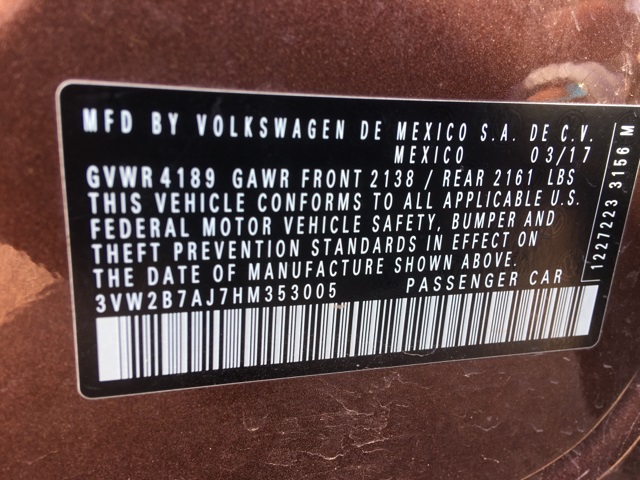 MFD BY VOLKSWAGEN DE MEXICO S.A. DE C.V.
MEXICO 03/17
GVWR 4189 GAWR FRONT 2138 / REAR 2161 LBS
THIS VEHICLE CONFORMS TO ALL APPLICABLE U.S.
FEDERAL MOTOR VEHICLE SAFETY, BUMPER AND
THEFT PREVENTION STANDARDS IN EFFECT ON
THE DATE OF MANUFACTURE SHOWN ABOVE.
3VW2B7AJ7HM353005 PASSENGER CAR
1227223 3156 M